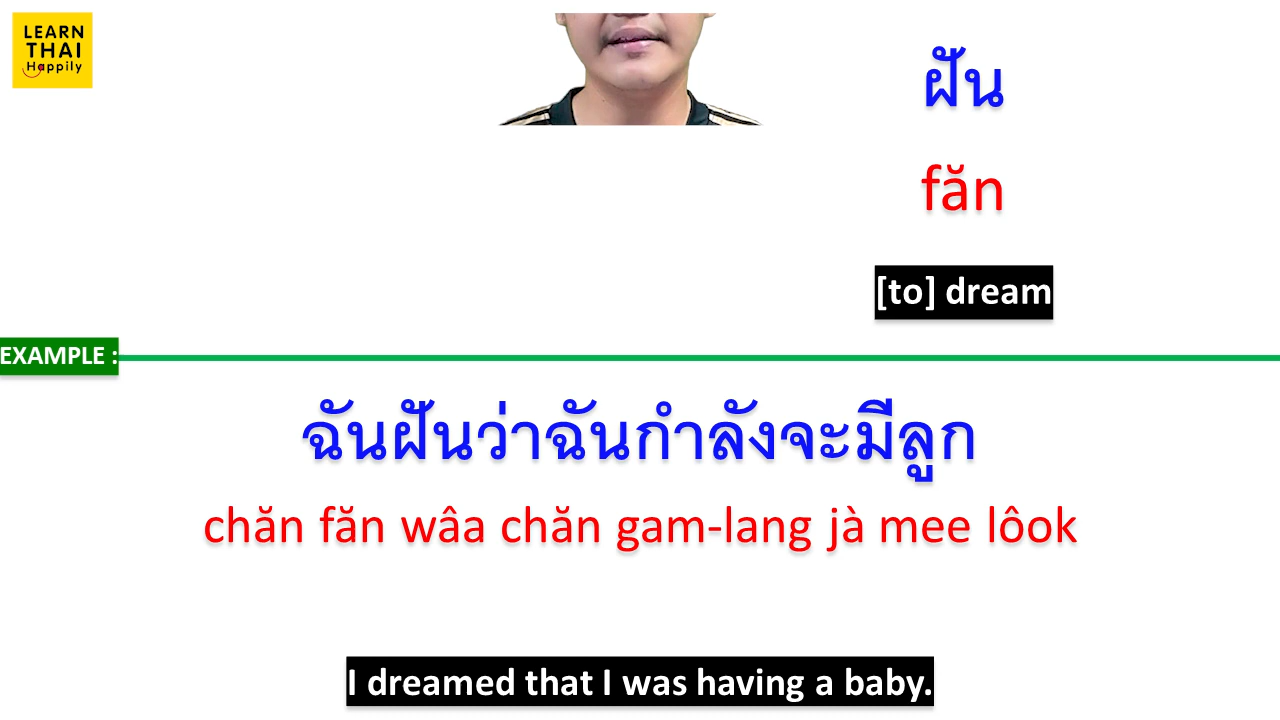 LEARN
THAI
Happily
ฝัน
făn
[to] dream
EXAMPLE :
ฉันฝันว่าฉันกำลังจะมีลูก
chăn făn wâa chăn gam-lang jà mee lôok
I dreamed that I was having a baby.